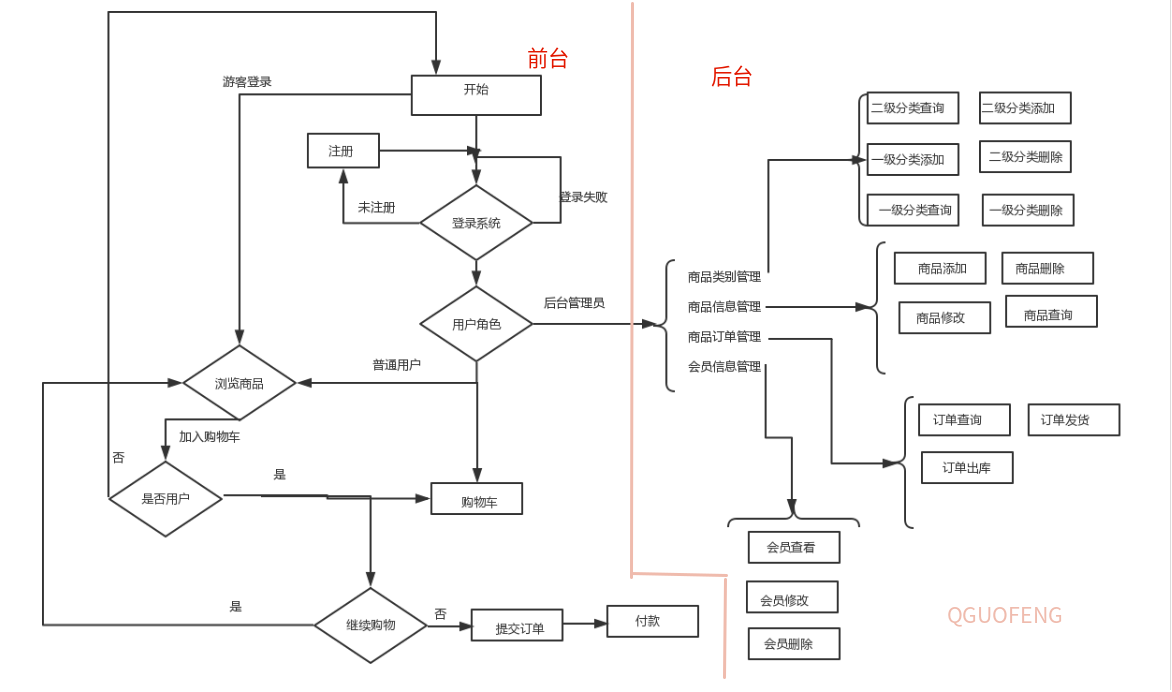 前台
后台
游客登录
开始
注册
未注册
登录失败
登录系统
用户角色
后台管理员
普通用户
浏览商品
加入购物车
否
是否用户
是
购物车
是
继续购物
否
提交订单
付款
商品类别管理
商品信息管理
商品订单管理
会员信息管理
二级分类查询
二级分类添加
一级分类添加
二级分类删除
一级分类查询
一级分类删除
商品添加
商品删除
商品修改
商品查询
订单查询
订单发货
订单出库
会员查看
会员修改
会员删除
QGUOFENG